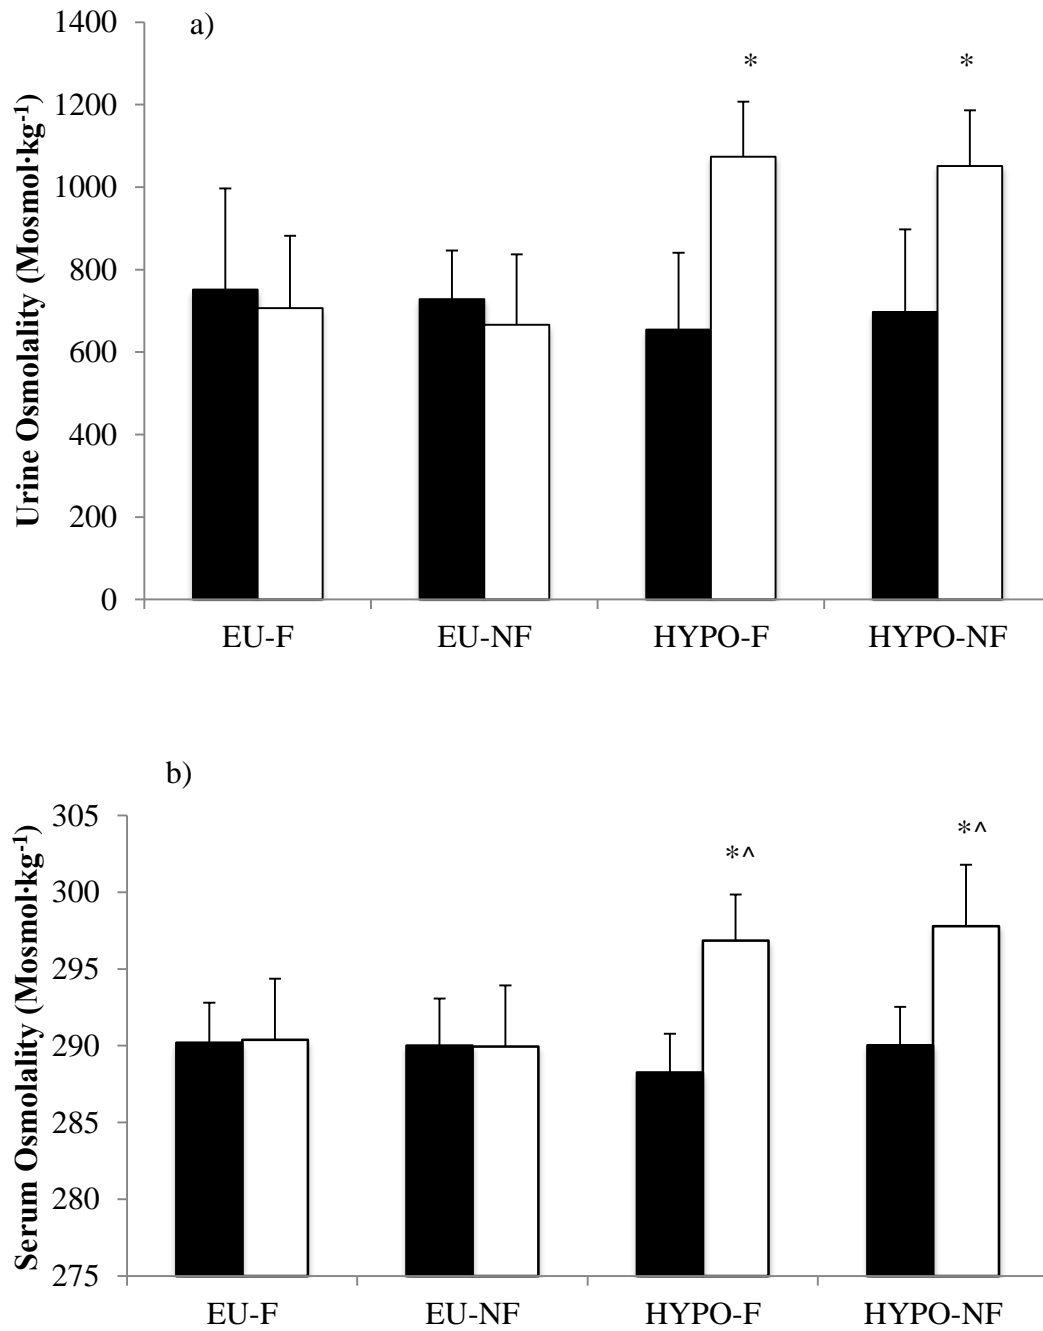 a)
Urine Osmolality (Mosmol·kg⁻¹)
1400
1200
1000
800
600
400
200
0
* *
EU-F EU-NF HYPO-F HYPO-NF
b)
Serum Osmolality (Mosmol·kg⁻¹)
305
300
295
290
285
280
275
*^ *^
EU-F EU-NF HYPO-F HYPO-NF